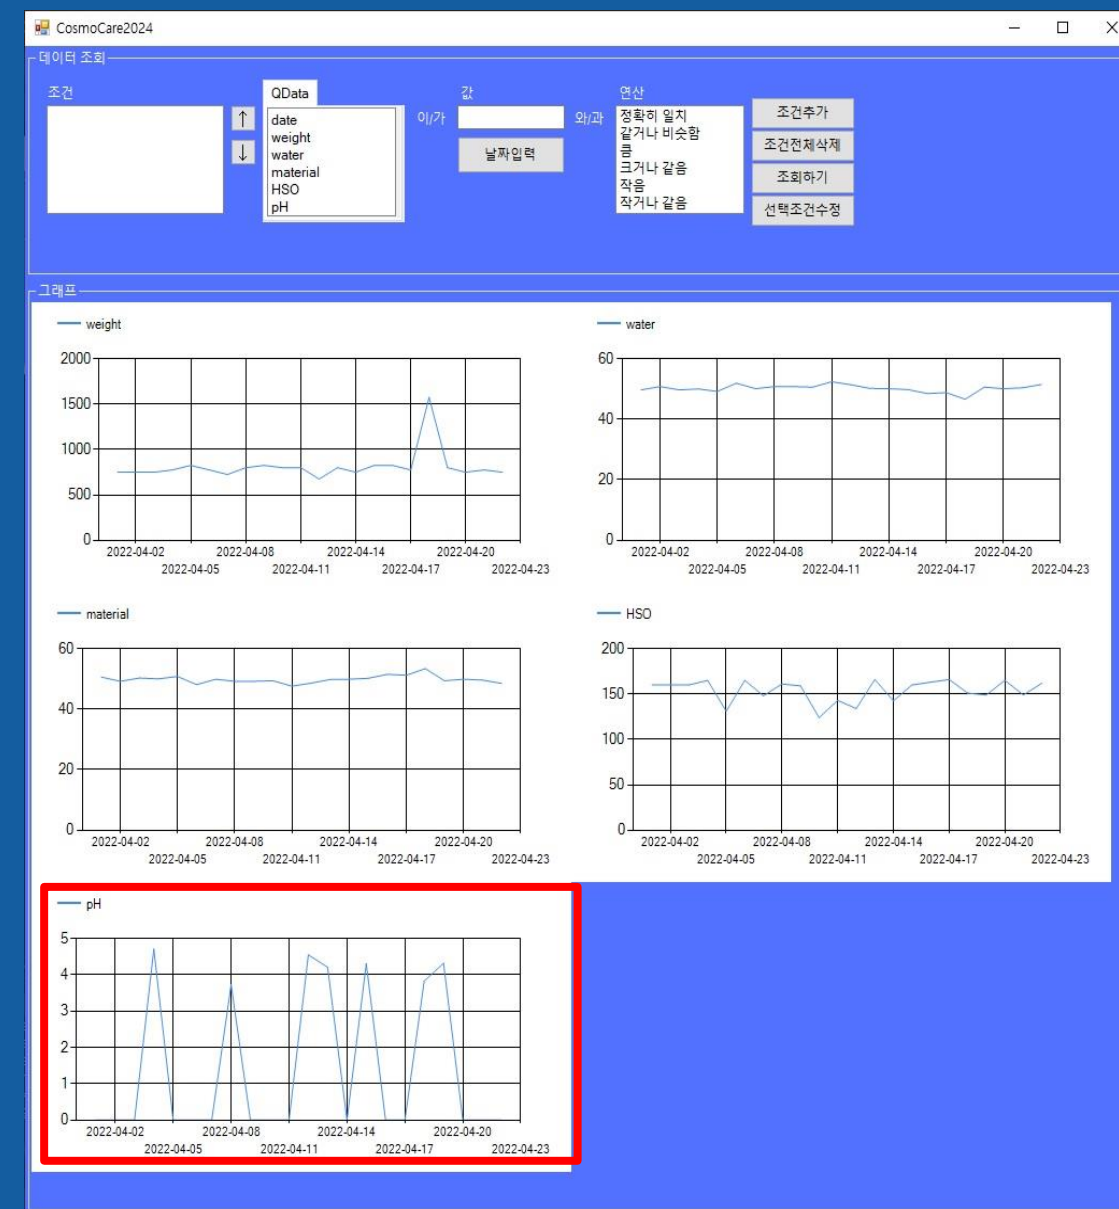 CosmoCare2024
데이터 조회
조건
QData
값
연산
↑
↓
date
weight
water
material
HSO
pH
이/가
날짜입력
와/과
정확히 일치
같거나 비슷함
큼
크거나 같음
작음
작거나 같음
조건추가
조건전체삭제
조회하기
선택조건수정
그래프
weight
2000
1500
1000
500
0
2022-04-02 2022-04-08 2022-04-14 2022-04-20
2022-04-05 2022-04-11 2022-04-17 2022-04-23
water
60
40
20
0
2022-04-02 2022-04-08 2022-04-14 2022-04-20
2022-04-05 2022-04-11 2022-04-17 2022-04-23
material
60
40
20
0
2022-04-02 2022-04-08 2022-04-14 2022-04-20
2022-04-05 2022-04-11 2022-04-17 2022-04-23
HSO
200
150
100
50
0
2022-04-02 2022-04-08 2022-04-14 2022-04-20
2022-04-05 2022-04-11 2022-04-17 2022-04-23
pH
5
4
3
2
1
0
2022-04-02 2022-04-08 2022-04-14 2022-04-20
2022-04-05 2022-04-11 2022-04-17 2022-04-23